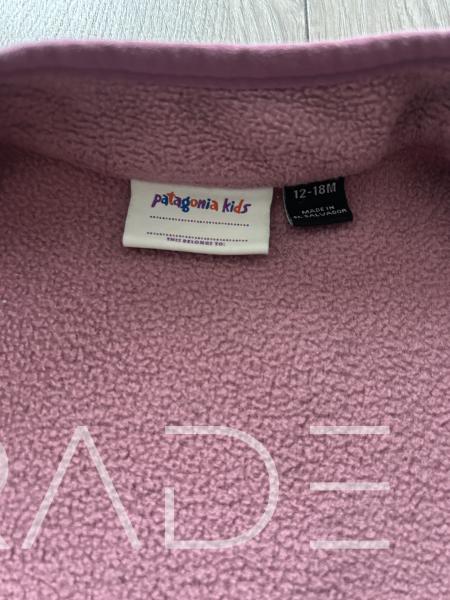 patagonia kids
THIS BELONGS TO:
12-18M
MADE IN
EL SALVADOR
RADE